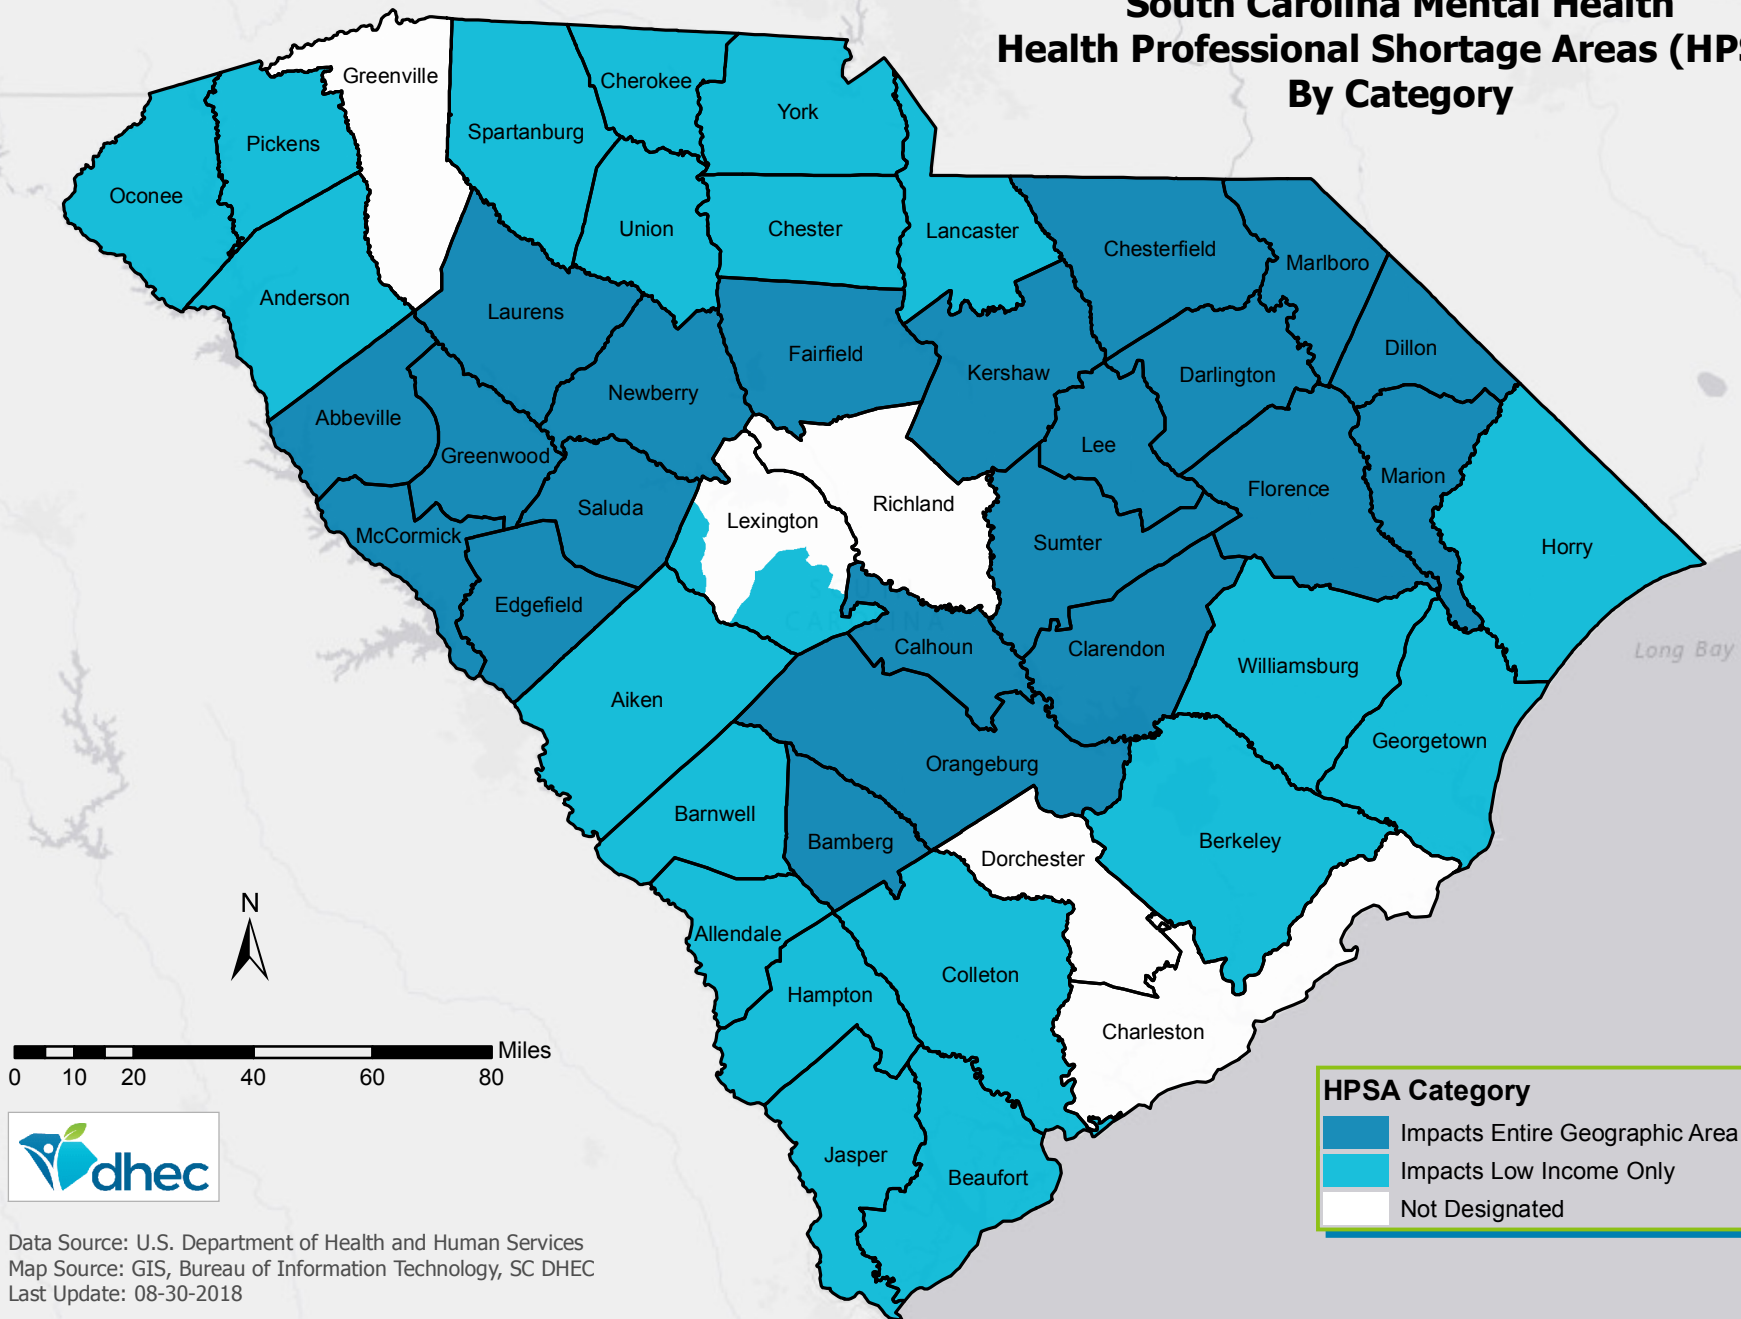 South Carolina Mental Health
Health Professional Shortage Areas (HPS
By Category
Greenville
Cherokee
York
Spartanburg
Pickens
Oconee
Union
Chester
Lancaster
Chesterfield
Marlboro
Anderson
Laurens
Fairfield
Dillon
Kershaw
Darlington
Newberry
Abbeville
Greenwood
Lee
Marion
Florence
Saluda
Richland
Lexington
McCormick
Sumter
Horry
Edgefield
CAROLINA
Calhoun
Clarendon
Long Bay
Williamsburg
Aiken
Georgetown
Orangeburg
Barnwell
Bamberg
Berkeley
Dorchester
Allendale
Colleton
Hampton
Charleston
Jasper
Beaufort
N
Miles
0 10 20 40 60 80
dhec
HPSA Category
Impacts Entire Geographic Area
Impacts Low Income Only
Not Designated
Data Source: U.S. Department of Health and Human Services
Map Source: GIS, Bureau of Information Technology, SC DHEC
Last Update: 08-30-2018